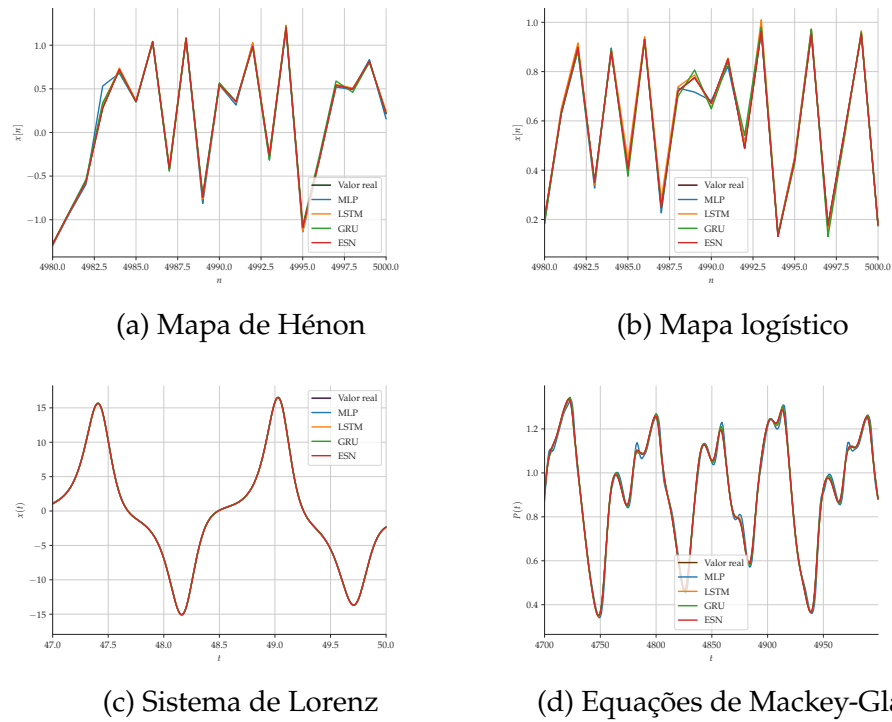 1.0
0.5
0.0
−0.5
−1.0
x[n]
4980.0 4982.5 4985.0 4987.5 4990.0 4992.5 4995.0 4997.5 5000.0
n
Valor real
MLP
LSTM
GRU
ESN
(a) Mapa de Hénon
1.0
0.8
0.6
0.4
0.2
x[n]
4980.0 4982.5 4985.0 4987.5 4990.0 4992.5 4995.0 4997.5 5000.0
n
Valor real
MLP
LSTM
GRU
ESN
(b) Mapa logístico
15
10
5
0
−5
−10
−15
x(t)
47.0 47.5 48.0 48.5 49.0 49.5 50.0
t
Valor real
MLP
LSTM
GRU
ESN
(c) Sistema de Lorenz
1.2
1.0
0.8
0.6
0.4
P(t)
4700 4750 4800 4850 4900 4950
t
Valor real
MLP
LSTM
GRU
ESN
(d) Equações de Mackey-Gla